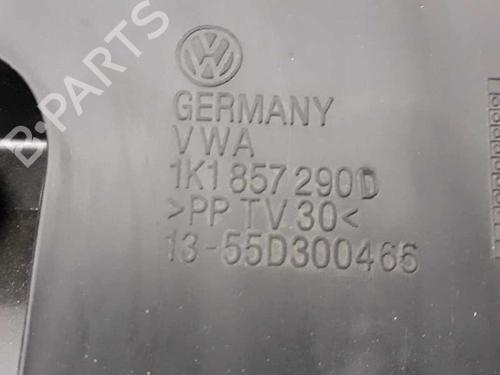 GERMANY
VWA
1K1 857 290D
>PP TV 30<
13-55D300466
B-PARTS